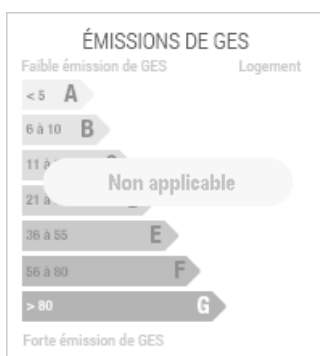 ÉMISSIONS DE GES
Faible émission de GES Logement
< 5 A
6 à 10 B
11 à
Non applicable
21 à
36 à 55 E
56 à 80 F
> 80 G
Forte émission de GES